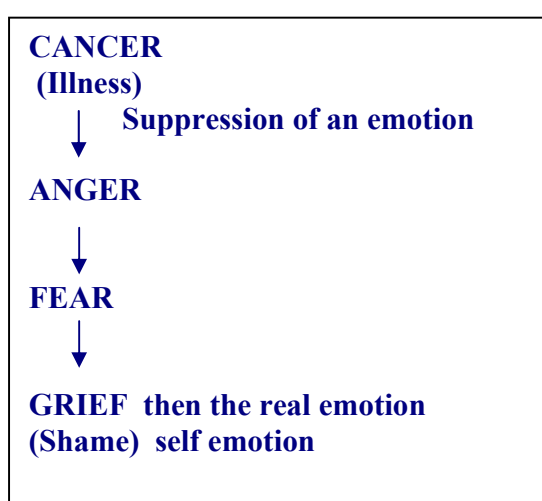 CANCER
(Illness)
Suppression of an emotion
ANGER
FEAR
GRIEF then the real emotion
(Shame) self emotion